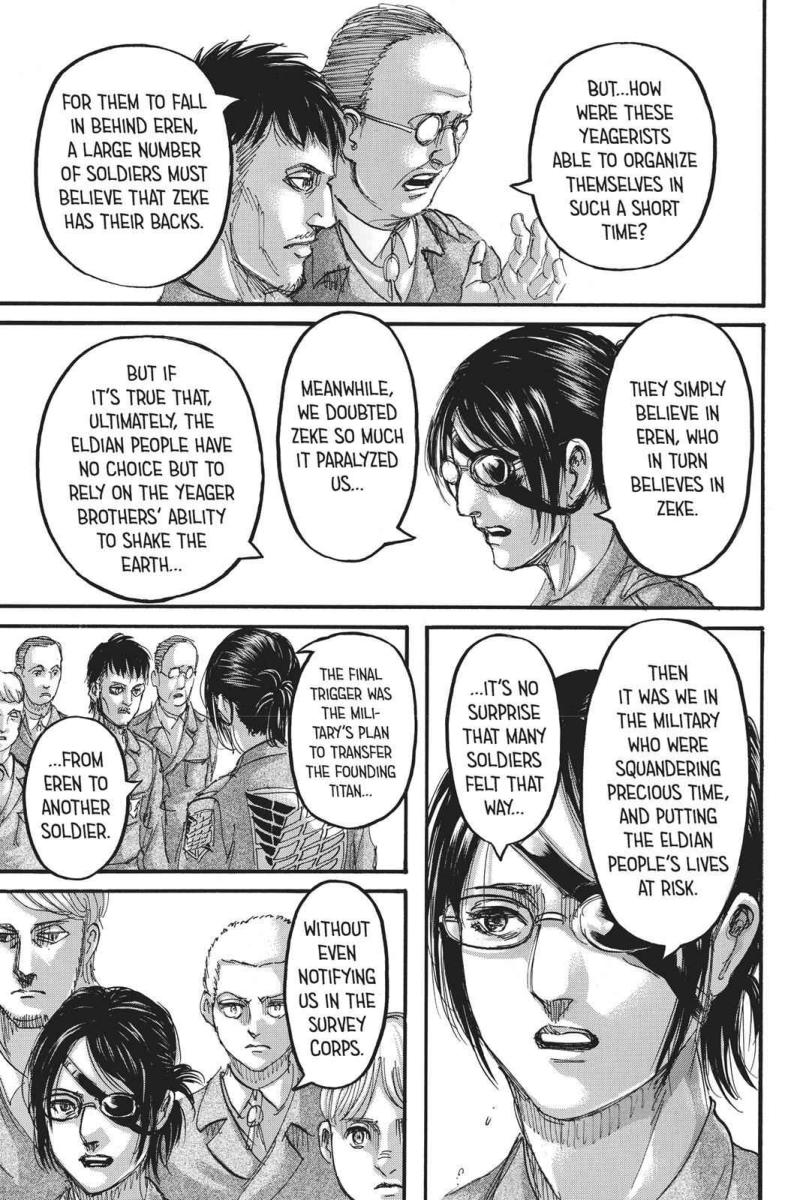 BUT...HOW
WERE THESE
YEAGERISTS
ABLE TO ORGANIZE
THEMSELVES IN
SUCH A SHORT
TIME?
FOR THEM TO FALL
IN BEHIND EREN,
A LARGE NUMBER
OF SOLDIERS MUST
BELIEVE THAT ZEKE
HAS THEIR BACKS.
THEY SIMPLY
BELIEVE IN
EREN, WHO
IN TURN
BELIEVES IN
ZEKE.
MEANWHILE,
WE DOUBTED
ZEKE SO MUCH
IT PARALYZED
US...
BUT IF
IT'S TRUE THAT,
ULTIMATELY, THE
ELDIAN PEOPLE HAVE
NO CHOICE BUT TO
RELY ON THE YEAGER
BROTHERS' ABILITY
TO SHAKE THE
EARTH...
THEN
IT WAS WE IN
THE MILITARY
WHO WERE
SQUANDERING
PRECIOUS TIME,
AND PUTTING
THE ELDIAN
PEOPLE'S LIVES
AT RISK.
...IT'S NO
SURPRISE
THAT MANY
SOLDIERS
FELT THAT
WAY...
THE FINAL
TRIGGER WAS
THE MILI-
TARY'S PLAN
TO TRANSFER
THE FOUNDING
TITAN...
...FROM
EREN TO
ANOTHER
SOLDIER.
WITHOUT
EVEN
NOTIFYING
US IN THE
SURVEY
CORPS.